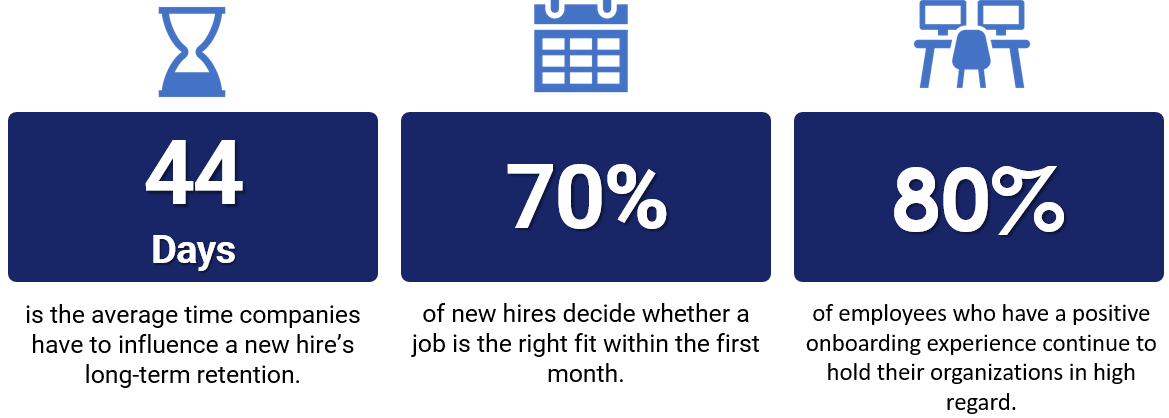 44
Days
is the average time companies
have to influence a new hire’s
long-term retention.
70%
of new hires decide whether a
job is the right fit within the first
month.
80%
of employees who have a positive
onboarding experience continue to
hold their organizations in high
regard.